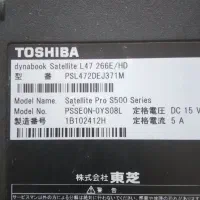 TOSHIBA
dynabook Satellite L47 266E/HD
型 番 PSL472DEJ371M
Model Name: Satellite Pro S500 Series
Model No. : PSSE0N-0YS08L 定格電圧 DC 15 V
製造番号 1B102412H 定格電流 5 A
株式会社 東芝